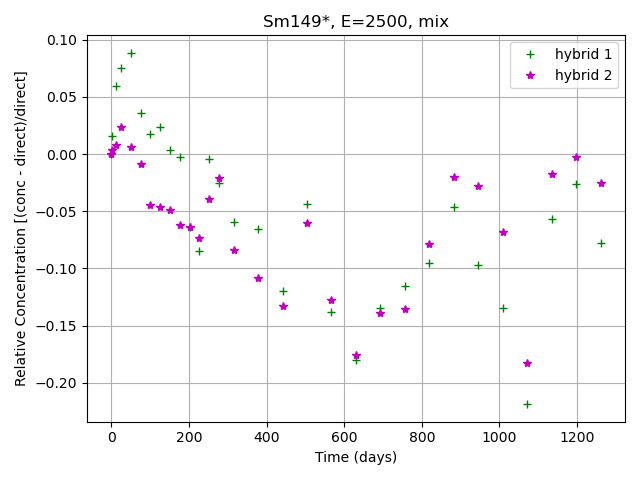 Sm149*, E=2500, mix
Relative Concentration [(conc - direct)/direct]
0.10
0.05
0.00
−0.05
−0.10
−0.15
−0.20
hybrid 1
hybrid 2
0 200 400 600 800 1000 1200
Time (days)